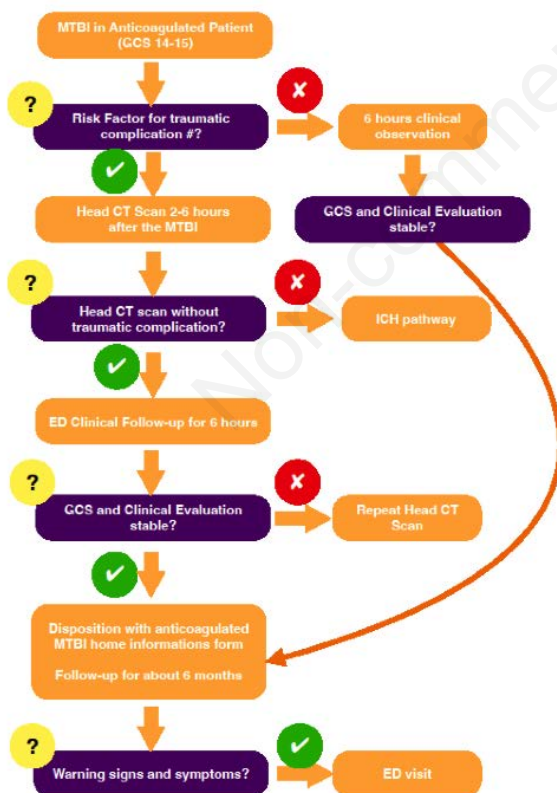 MTBI in Anticoagulated Patient
(GCS 14-15)
?
Risk Factor for traumatic
complication #?
6 hours clinical
observation
Head CT Scan 2-6 hours
after the MTBI
GCS and Clinical Evaluation
stable?
?
Head CT scan without
traumatic complication?
ICH pathway
ED Clinical Follow-up for 6 hours
?
GCS and Clinical Evaluation
stable?
Repeat Head CT
Scan
Disposition with anticoagulated
MTBI home informations form
Follow-up for about 6 months
?
Warning signs and symptoms?
ED visit
Non-comme